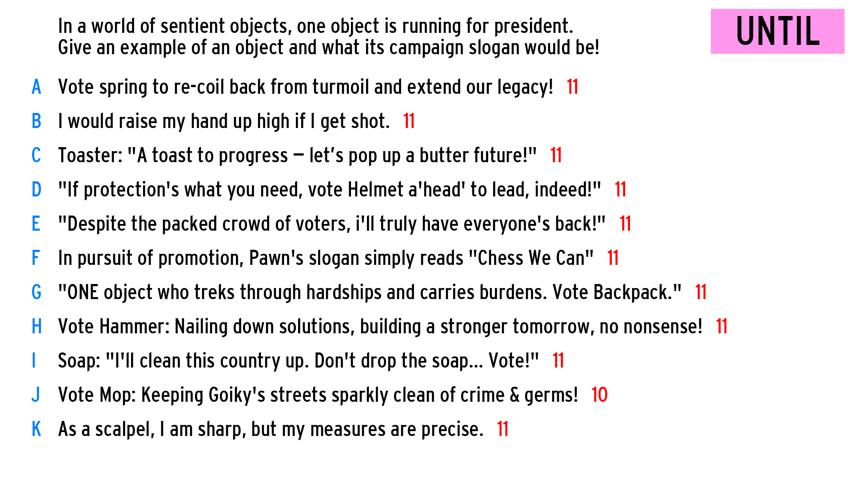 In a world of sentient objects, one object is running for president.
Give an example of an object and what its campaign slogan would be!
UNTIL
A Vote spring to re-coil back from turmoil and extend our legacy! 11
B I would raise my hand up high if I get shot. 11
C Toaster: "A toast to progress – let's pop up a butter future!" 11
D "If protection's what you need, vote Helmet a'head' to lead, indeed!" 11
E "Despite the packed crowd of voters, i'll truly have everyone's back!" 11
F In pursuit of promotion, Pawn's slogan simply reads "Chess We Can" 11
G "ONE object who treks through hardships and carries burdens. Vote Backpack." 11
H Vote Hammer: Nailing down solutions, building a stronger tomorrow, no nonsense! 11
I Soap: "I'll clean this country up. Don't drop the soap... Vote!" 11
J Vote Mop: Keeping Goiky's streets sparkly clean of crime & germs! 10
K As a scalpel, I am sharp, but my measures are precise. 11